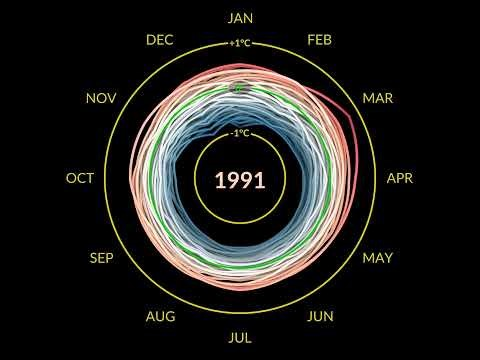 JAN
DEC
FEB
+1°C
NOV
MAR
-1°C
OCT
1991
APR
SEP
MAY
AUG
JUN
JUL